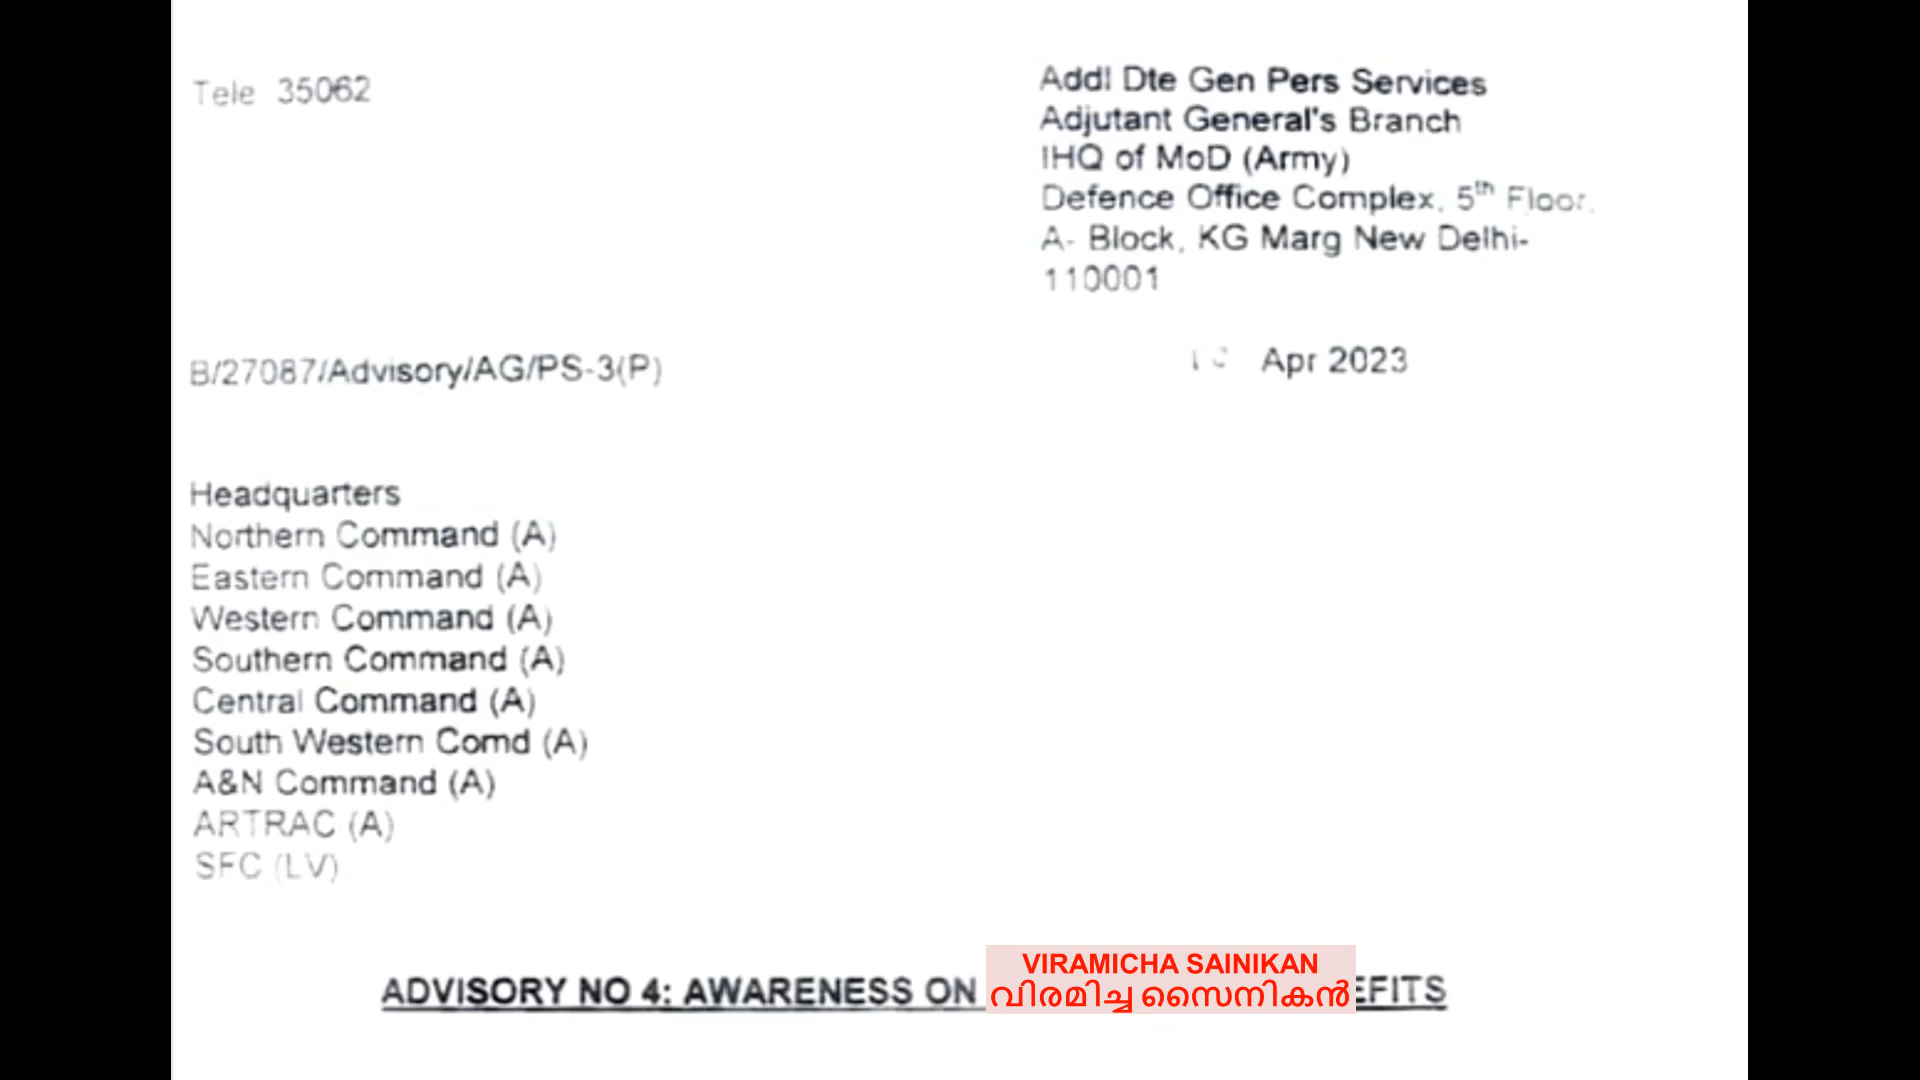 Tele 35062
Addl Dte Gen Pers Services
Adjutant General's Branch
IHQ of MoD (Army)
Defence Office Complex, 5th Floor,
A- Block, KG Marg New Delhi-
110001
B/27087/Advisory/AG/PS-3(P)
Apr 2023
Headquarters
Northern Command (A)
Eastern Command (A)
Western Command (A)
Southern Command (A)
Central Command (A)
South Western Comd (A)
A&N Command (A)
ARTRAC (A)
SFC (LV)
ADVISORY NO 4: AWARENESS ON
VIRAMICHA SAINIKAN
വിരമിച്ച സൈനികൻ